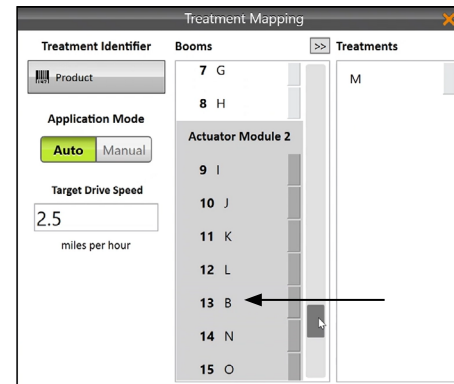 Treatment Mapping
Treatment Identifier
Product
Application Mode
Auto Manual
Target Drive Speed
2.5
miles per hour
Booms >>
7 G
8 H
Actuator Module 2
9 I
10 J
11 K
12 L
13 B
14 N
15 O
Treatments
M